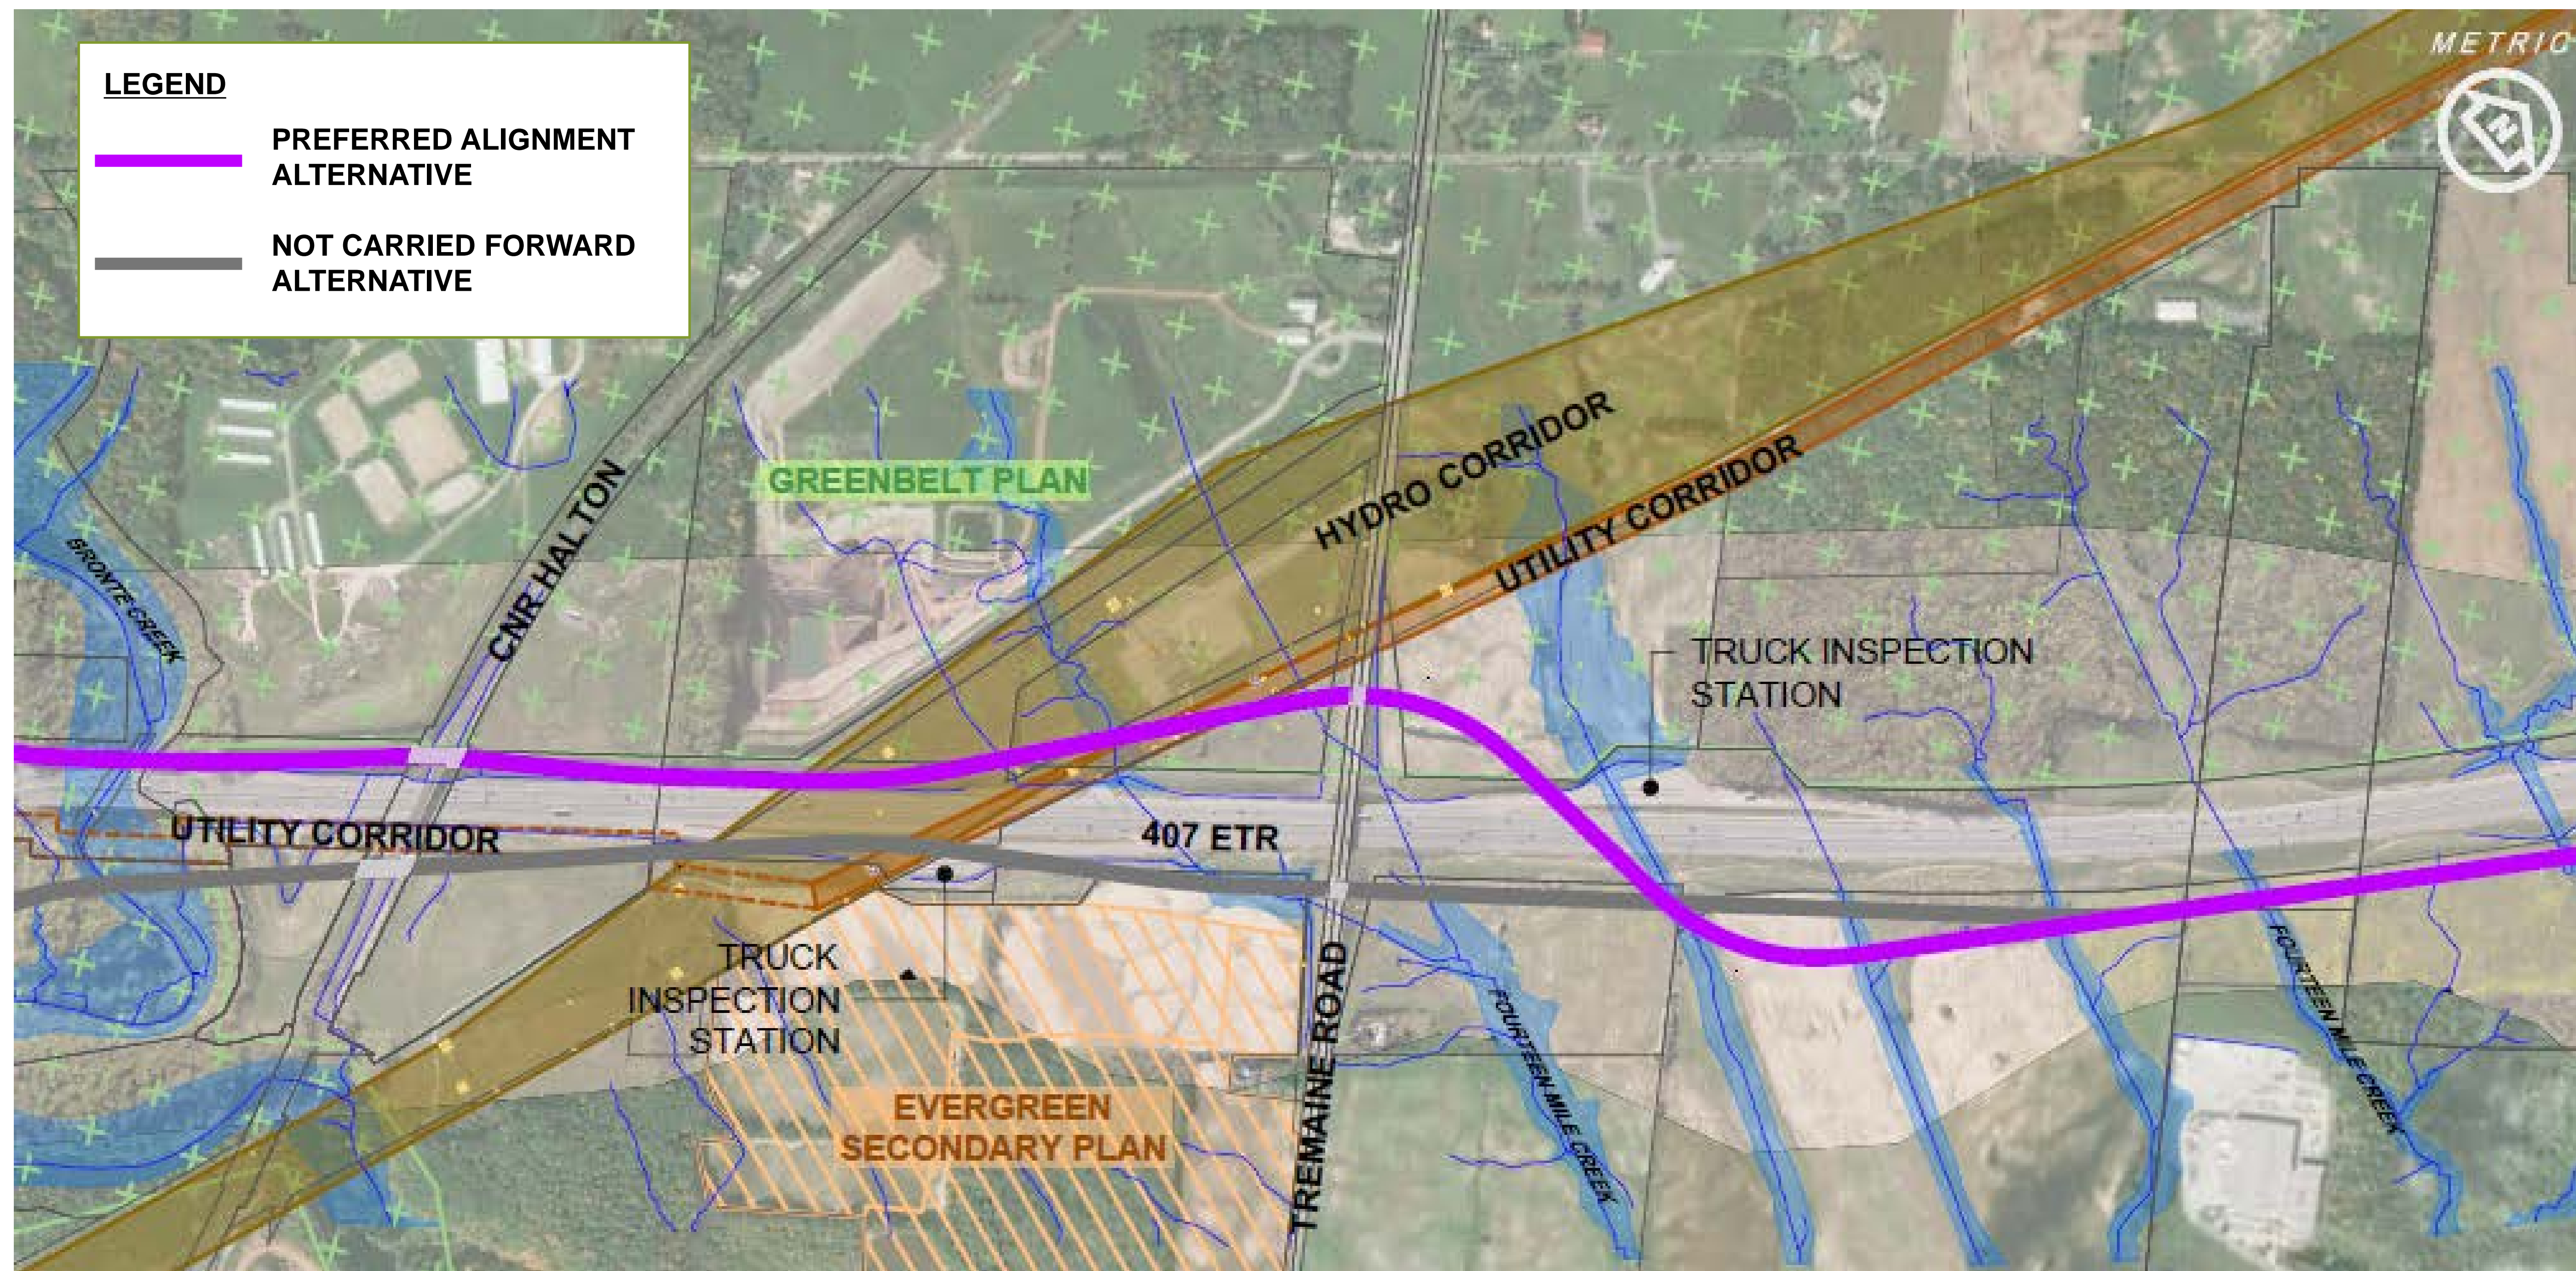 LEGEND
PREFERRED ALIGNMENT
ALTERNATIVE
NOT CARRIED FORWARD
ALTERNATIVE
METRIC
N
GREENBELT PLAN
HYDRO CORRIDOR
UTILITY CORRIDOR
CNR HALTON
BRONTE CREEK
TRUCK INSPECTION
STATION
UTILITY CORRIDOR
407 ETR
TRUCK
INSPECTION
STATION
TREMAINE ROAD
FOURTEEN MILE CREEK
FOURTEEN MILE CREEK
EVERGREEN
SECONDARY PLAN